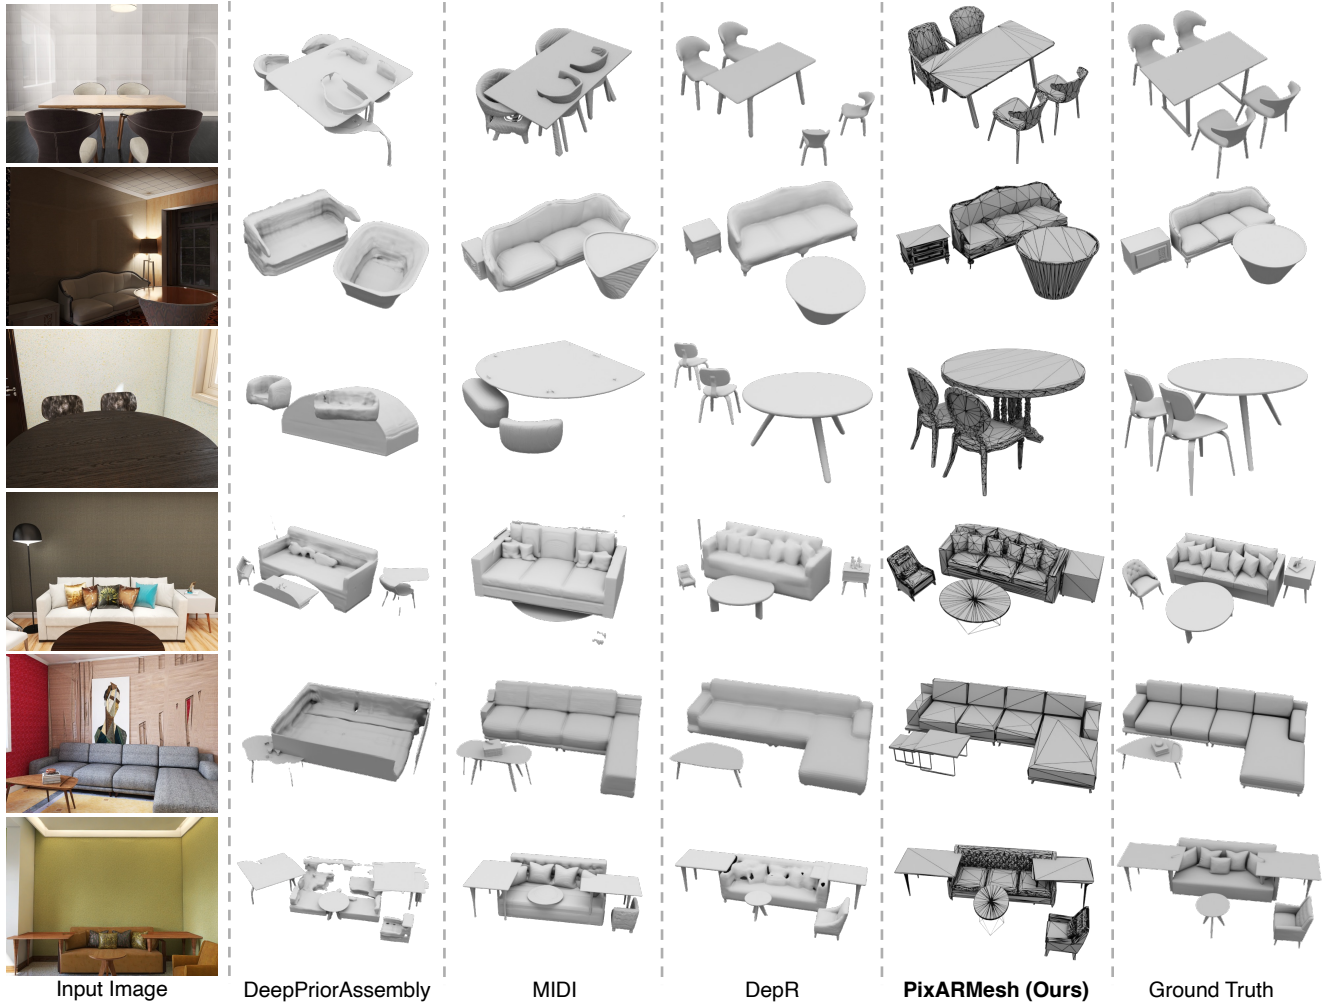 Input Image
DeepPriorAssembly
MIDI
DepR
PixARMesh (Ours)
Ground Truth